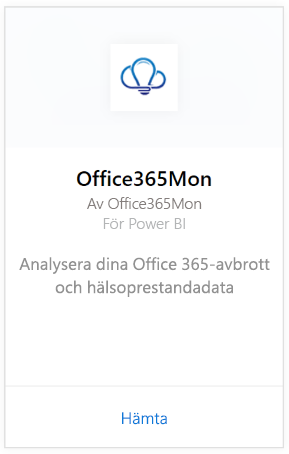 Office365Mon
Av Office365Mon
För Power BI
Analysera dina Office 365-avbrott
och hälsoprestandadata
Hämta